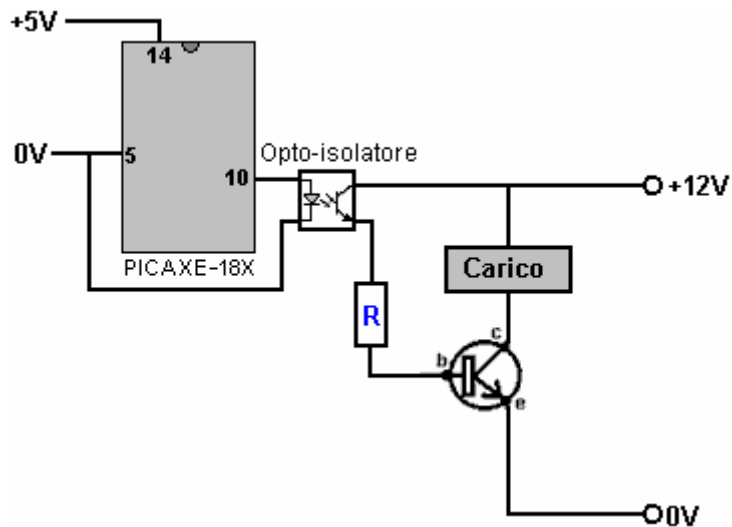 +5V
14
0V
5
Opto-isolatore
10
+12V
PICAXE-18X
Carico
R
c
b
e
0V